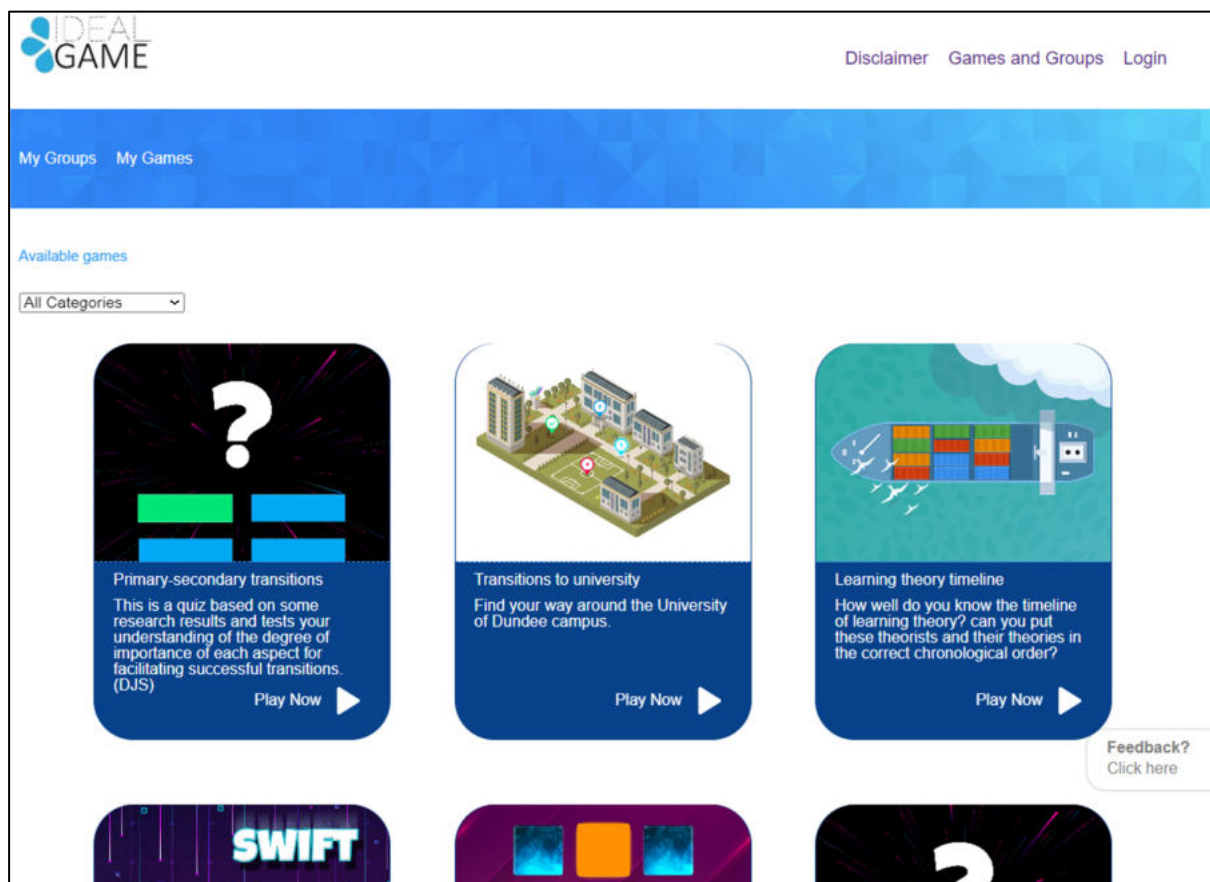 IDEAL
GAME
Disclaimer Games and Groups Login
My Groups My Games
Available games
All Categories
?
Primary-secondary transitions
This is a quiz based on some
research results and tests your
understanding of the degree of
importance of each aspect for
facilitating successful transitions.
(DJS)
Play Now
Transitions to university
Find your way around the University
of Dundee campus.
Play Now
Learning theory timeline
How well do you know the timeline
of learning theory? can you put
these theorists and their theories in
the correct chronological order?
Play Now
Feedback?
Click here
SWIFT
?